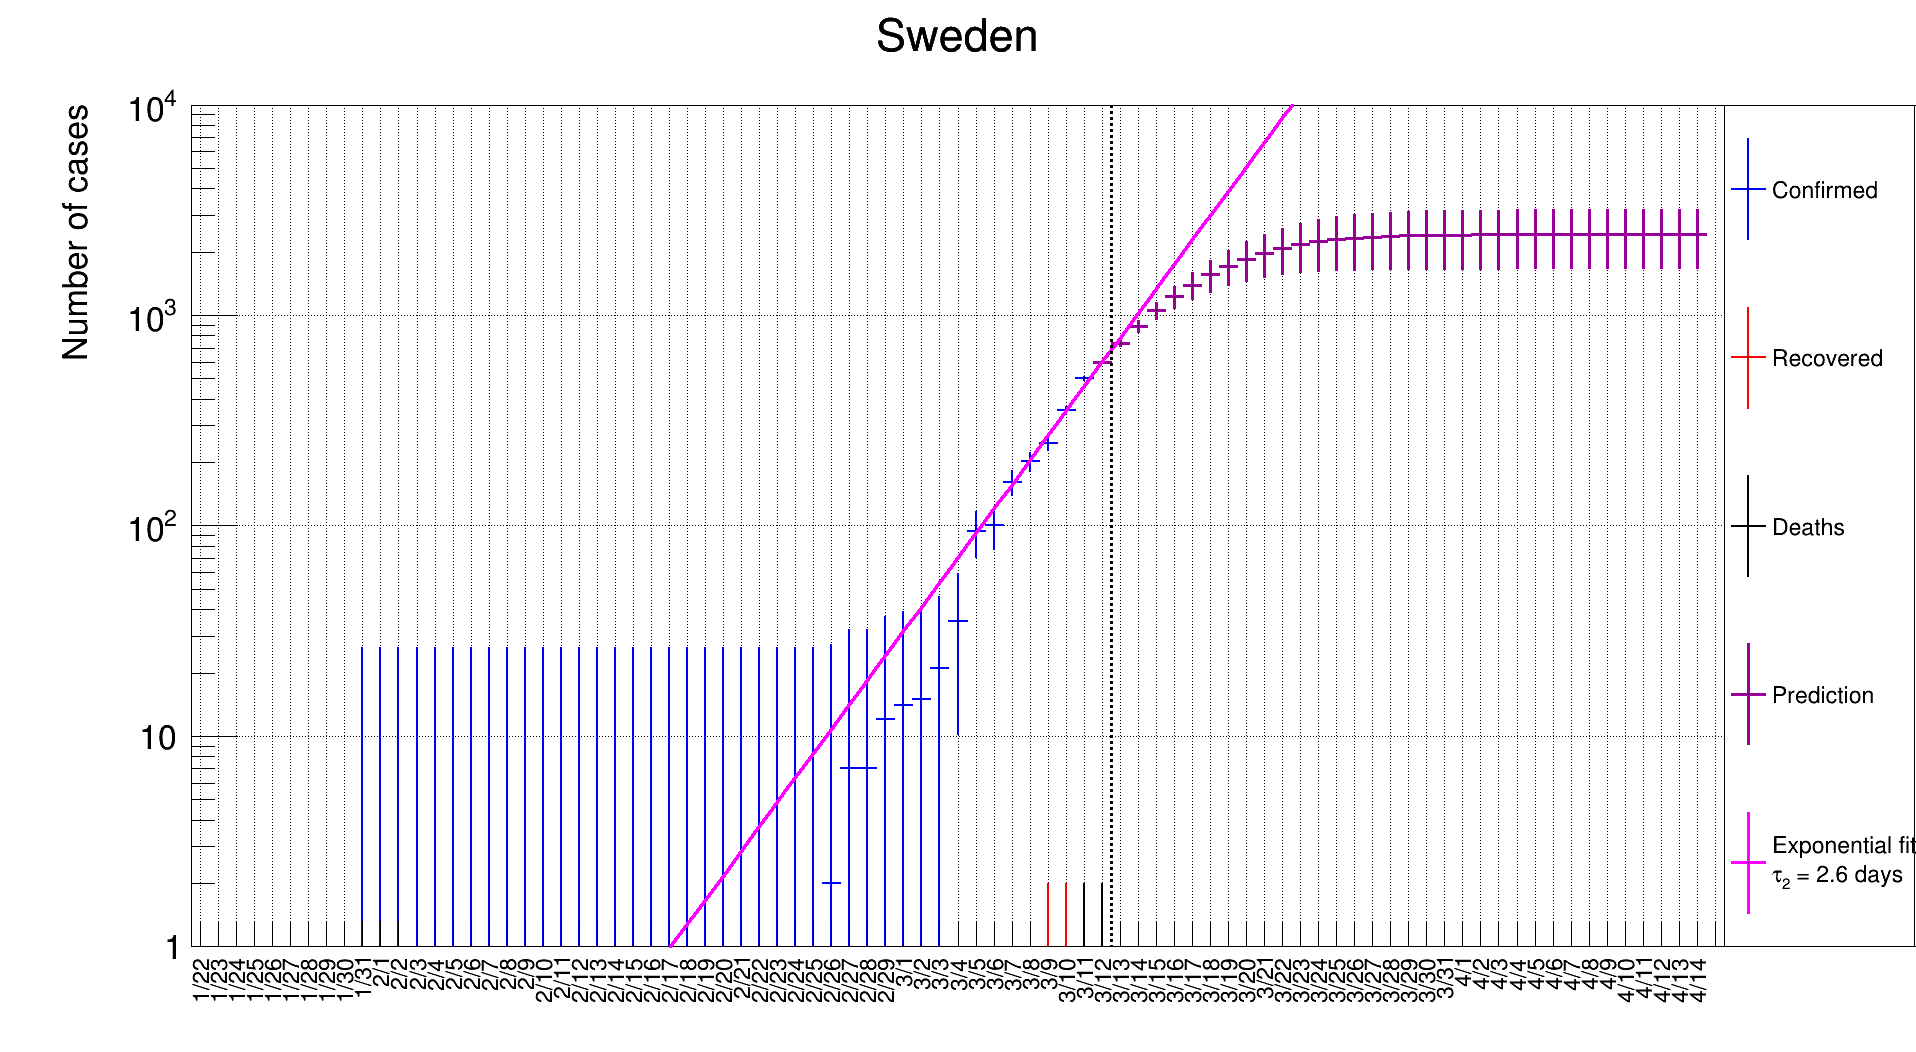 Sweden
Number of cases
10⁴
10³
10²
10
1
1/22 1/23 1/24 1/25 1/26 1/27 1/28 1/29 1/30 1/31 2/1 2/2 2/3 2/4 2/5 2/6 2/7 2/8 2/9 2/10 2/11 2/12 2/13 2/14 2/15 2/16 2/17 2/18 2/19 2/20 2/21 2/22 2/23 2/24 2/25 2/26 2/27 2/28 2/29 3/1 3/2 3/3 3/4 3/5 3/6 3/7 3/8 3/9 3/10 3/11 3/12 3/13 3/14 3/15 3/16 3/17 3/18 3/19 3/20 3/21 3/22 3/23 3/24 3/25 3/26 3/27 3/28 3/29 3/30 3/31 4/1 4/2 4/3 4/4 4/5 4/6 4/7 4/8 4/9 4/10 4/11 4/12 4/13 4/14
Confirmed
Recovered
Deaths
Prediction
Exponential fit
τ₂ = 2.6 days